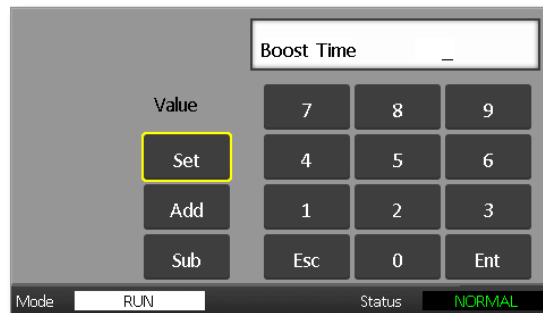 Boost Time _
Value 7 8 9
Set 4 5 6
Add 1 2 3
Sub Esc 0 Ent
Mode RUN Status NORMAL